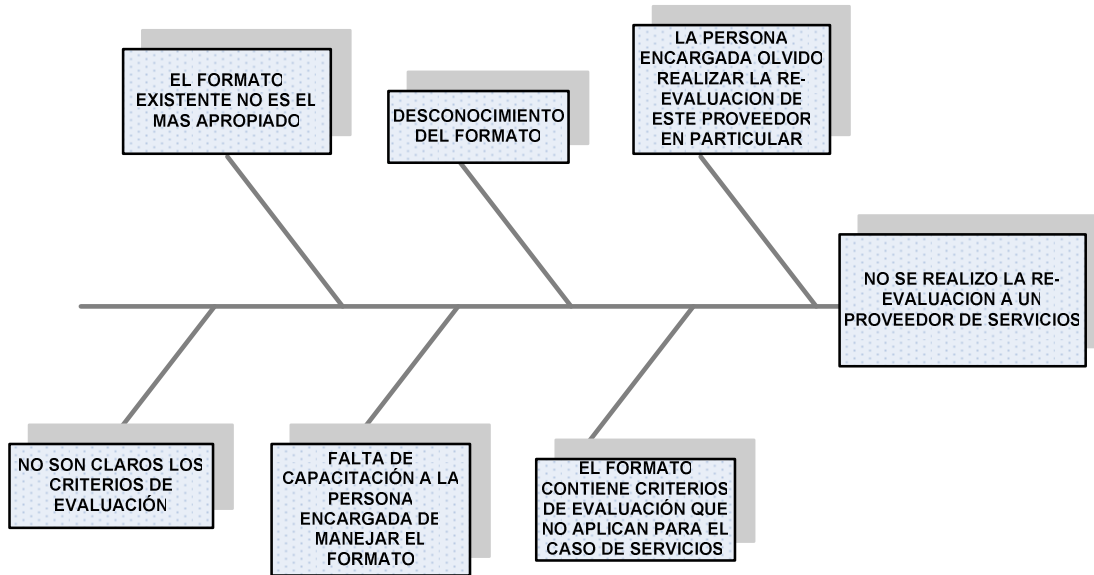 EL FORMATO
EXISTENTE NO ES EL
MAS APROPIADO
DESCONOCIMIENTO
DEL FORMATO
LA PERSONA
ENCARGADA OLVIDO
REALIZAR LA RE-
EVALUACION DE
ESTE PROVEEDOR
EN PARTICULAR
NO SE REALIZO LA RE-
EVALUACION A UN
PROVEEDOR DE SERVICIOS
NO SON CLAROS LOS
CRITERIOS DE
EVALUACIÓN
FALTA DE
CAPACITACIÓN A LA
PERSONA
ENCARGADA DE
MANEJAR EL
FORMATO
EL FORMATO
CONTIENE CRITERIOS
DE EVALUACIÓN QUE
NO APLICAN PARA EL
CASO DE SERVICIOS